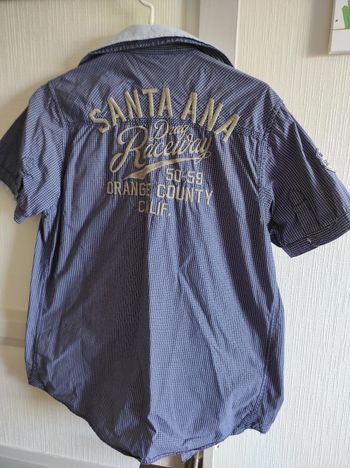 SANTA ANA
Drag
Raceway
50-59
ORANGE COUNTY
CALIF.